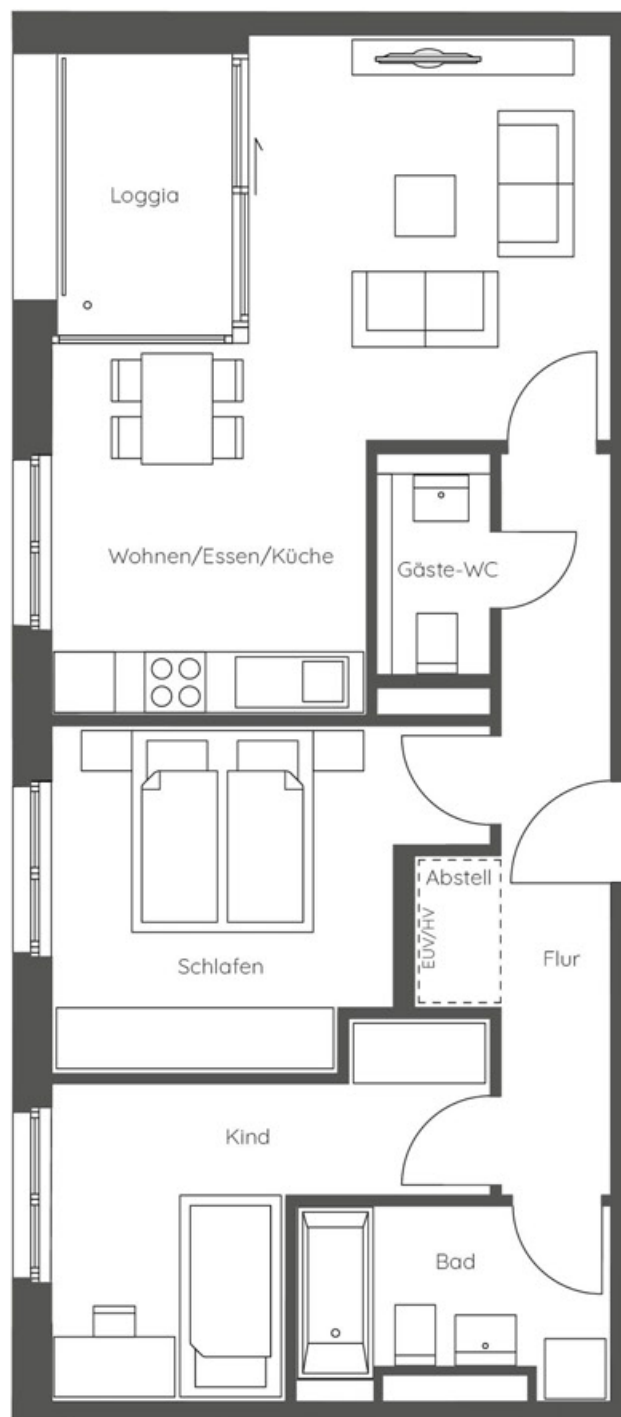 Loggia
Wohnen/Essen/Küche
Gäste-WC
Abstell
EUV/HV
Schlafen
Flur
Kind
Bad